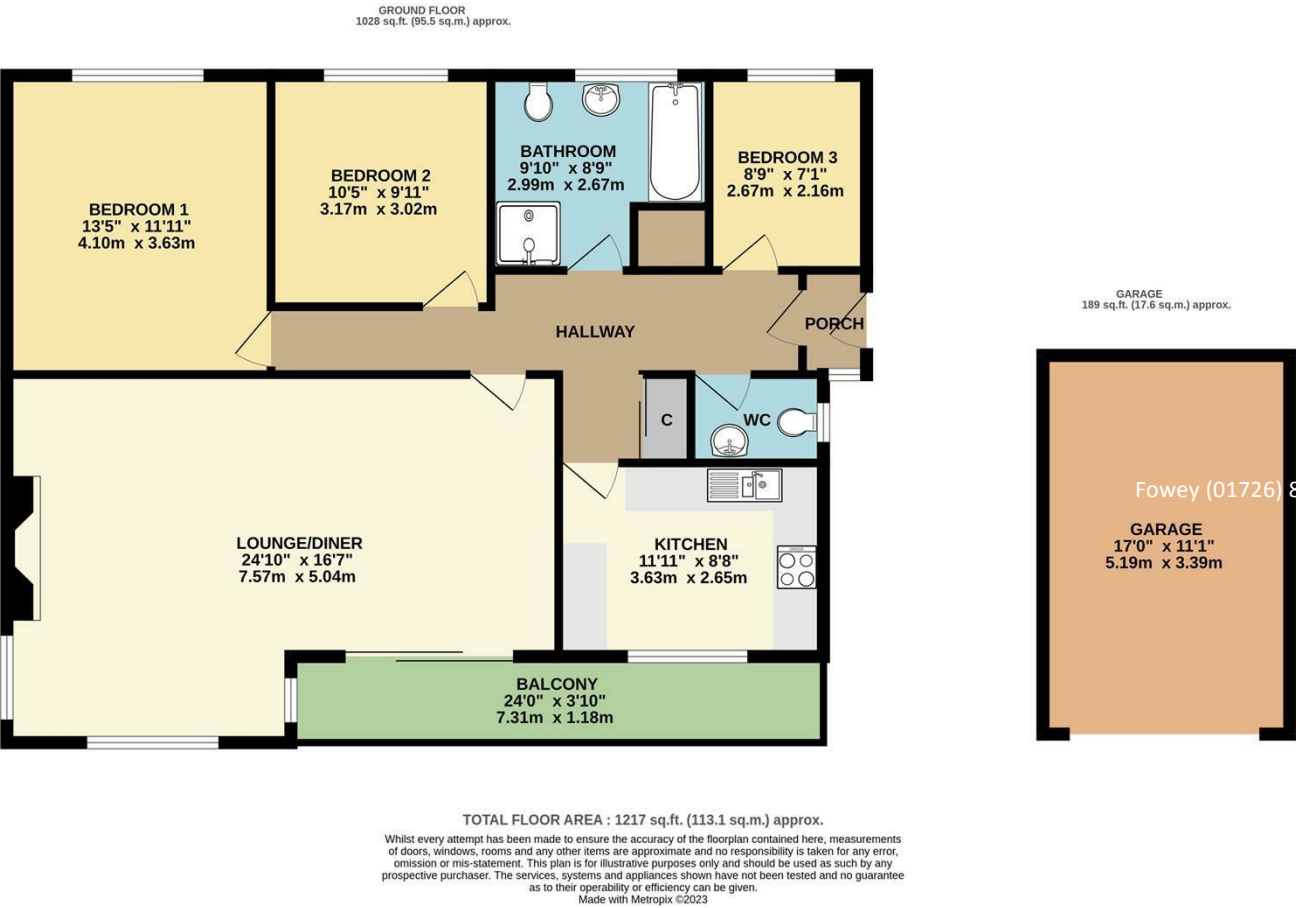 GROUND FLOOR
1028 sq.ft. (95.5 sq.m.) approx.
BEDROOM 1
13'5" x 11'11"
4.10m x 3.63m
BEDROOM 2
10'5" x 9'11"
3.17m x 3.02m
BATHROOM
9'10" x 8'9"
2.99m x 2.67m
BEDROOM 3
8'9" x 7'1"
2.67m x 2.16m
HALLWAY
PORCH
C
WC
LOUNGE/DINER
24'10" x 16'7"
7.57m x 5.04m
KITCHEN
11'11" x 8'8"
3.63m x 2.65m
BALCONY
24'0" x 3'10"
7.31m x 1.18m
GARAGE
189 sq.ft. (17.6 sq.m.) approx.
Fowey (01726) 8
GARAGE
17'0" x 11'1"
5.19m x 3.39m
TOTAL FLOOR AREA : 1217 sq.ft. (113.1 sq.m.) approx.
Whilst every attempt has been made to ensure the accuracy of the floorplan contained here, measurements
of doors, windows, rooms and any other items are approximate and no responsibility is taken for any error,
omission or mis-statement. This plan is for illustrative purposes only and should be used as such by any
prospective purchaser. The services, systems and appliances shown have not been tested and no guarantee
as to their operability or efficiency can be given.
Made with Metropix ©2023